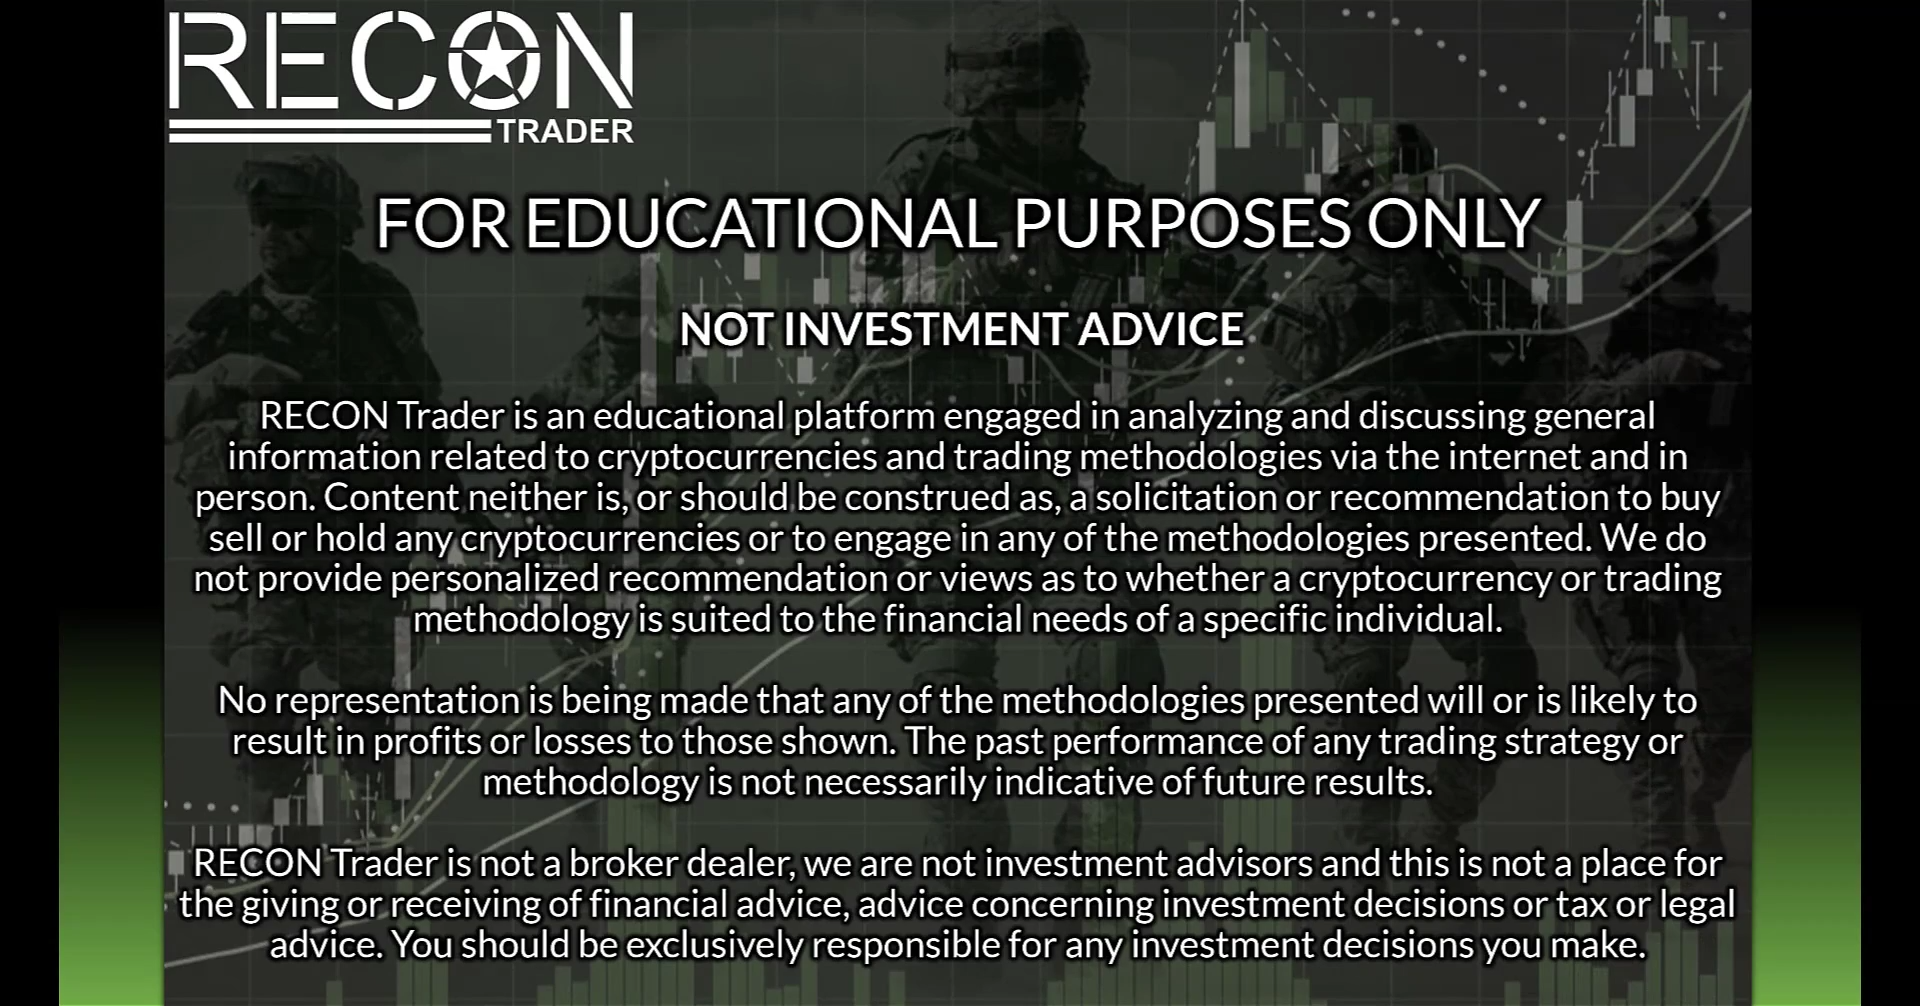 RECON
TRADER
FOR EDUCATIONAL PURPOSES ONLY
NOT INVESTMENT ADVICE
RECON Trader is an educational platform engaged in analyzing and discussing general
information related to cryptocurrencies and trading methodologies via the internet and in
person. Content neither is, or should be construed as, a solicitation or recommendation to buy
sell or hold any cryptocurrencies or to engage in any of the methodologies presented. We do
not provide personalized recommendation or views as to whether a cryptocurrency or trading
methodology is suited to the financial needs of a specific individual.
No representation is being made that any of the methodologies presented will or is likely to
result in profits or losses to those shown. The past performance of any trading strategy or
methodology is not necessarily indicative of future results.
RECON Trader is not a broker dealer, we are not investment advisors and this is not a place for
the giving or receiving of financial advice, advice concerning investment decisions or tax or legal
advice. You should be exclusively responsible for any investment decisions you make.